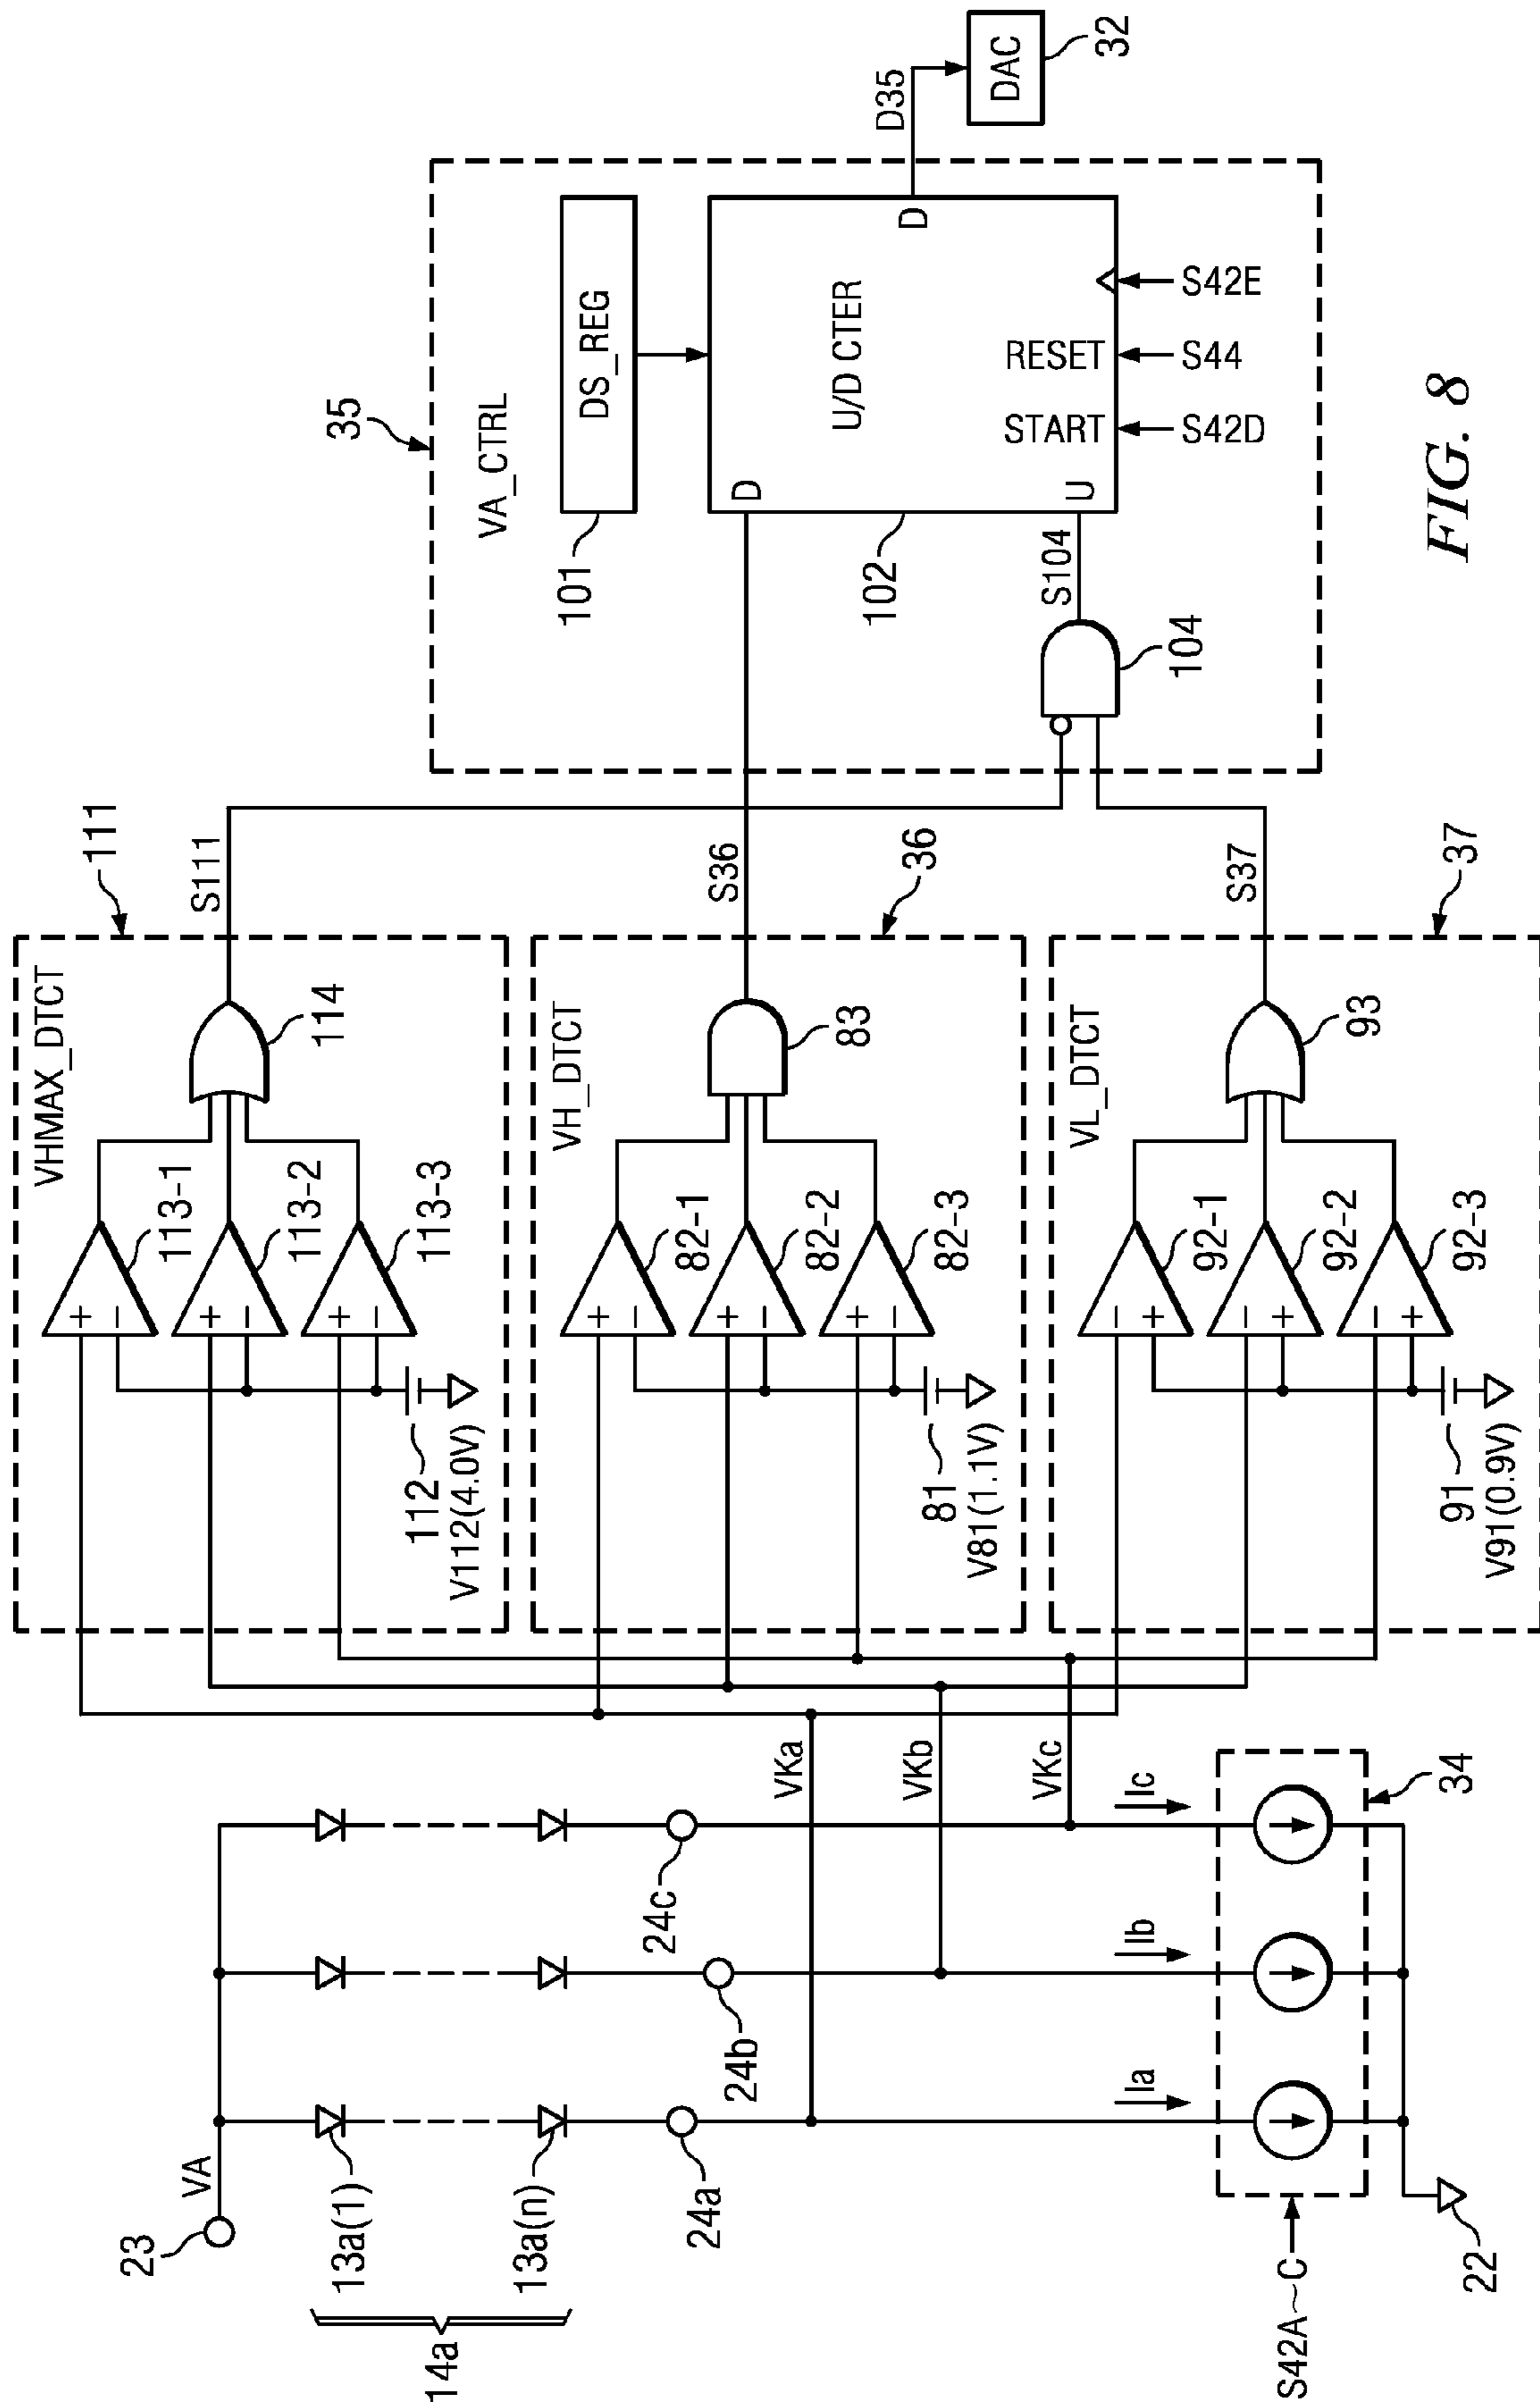 23
VA
13a(1)
13a(n)
14a
24a
24b
24c
VKa
VKb
VKc
Ia
Ib
Ic
34
S42A~C
22
111
VHMAX_DTCT
113-1
113-2
113-3
114
112
V112(4.0V)
S111
+
−
+
−
+
−
36
VH_DTCT
82-1
82-2
82-3
83
81
V81(1.1V)
S36
+
−
+
−
+
−
37
VL_DTCT
92-1
92-2
92-3
93
91
V91(0.9V)
S37
−
+
−
+
−
+
35
VA_CTRL
101
DS_REG
102
D
U/D CTER
D
U
START
RESET
S42D
S44
S42E
S104
104
D35
DAC
32
FIG. 8